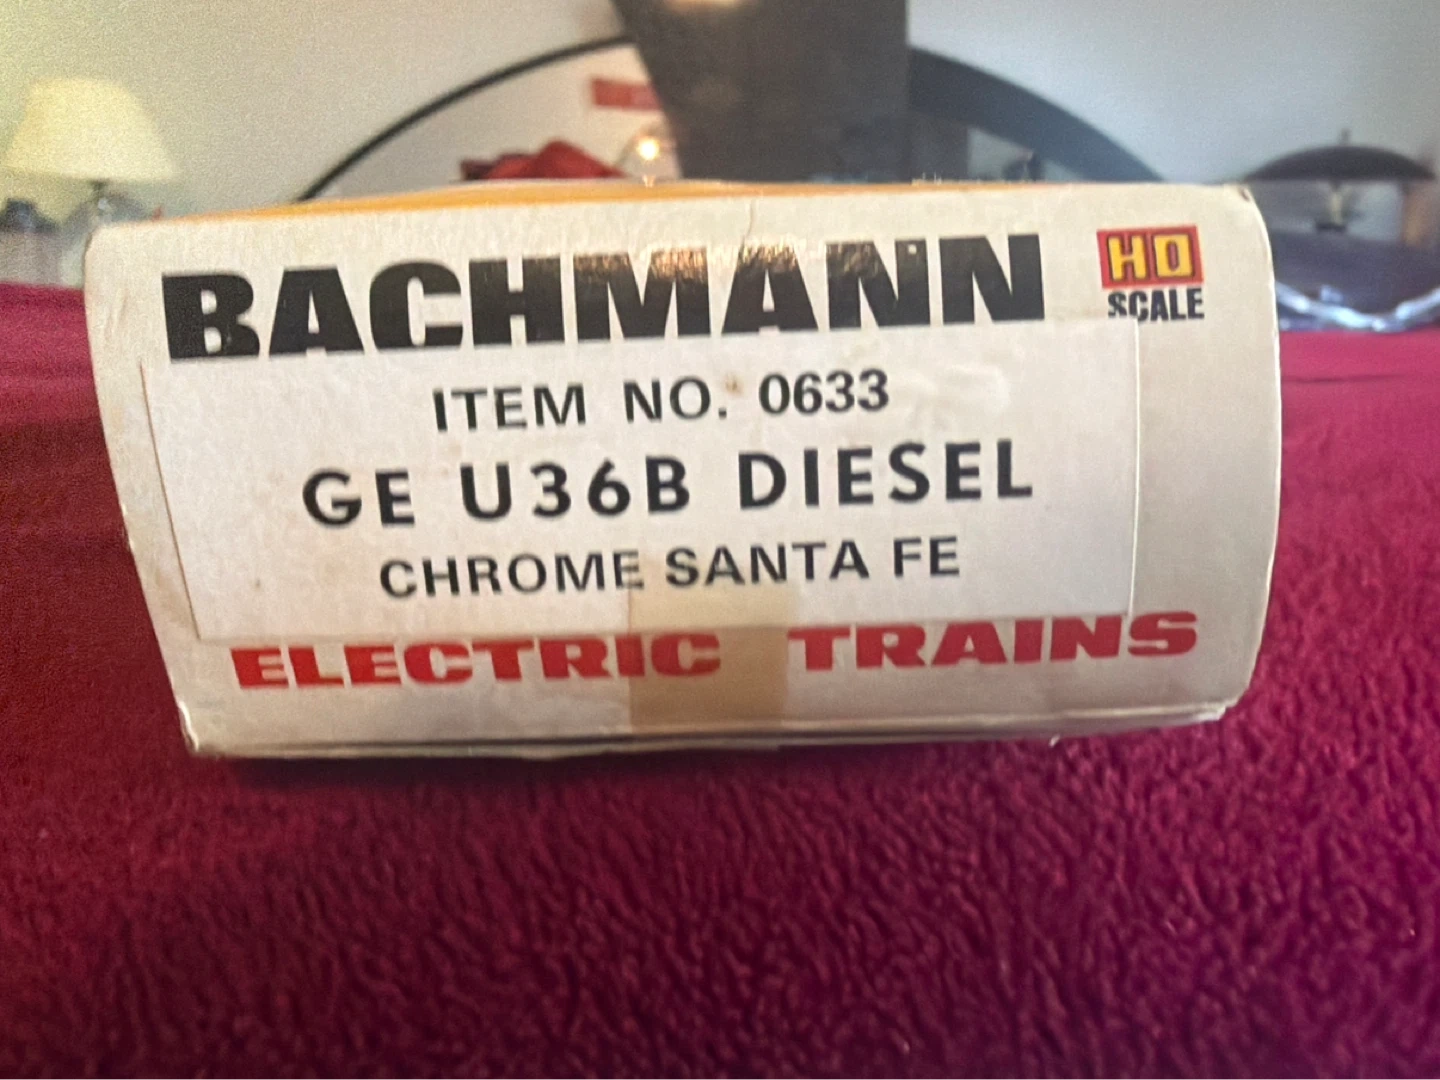 BACHMANN
HO
SCALE
ITEM NO. 0633
GE U36B DIESEL
CHROME SANTA FE
ELECTRIC TRAINS